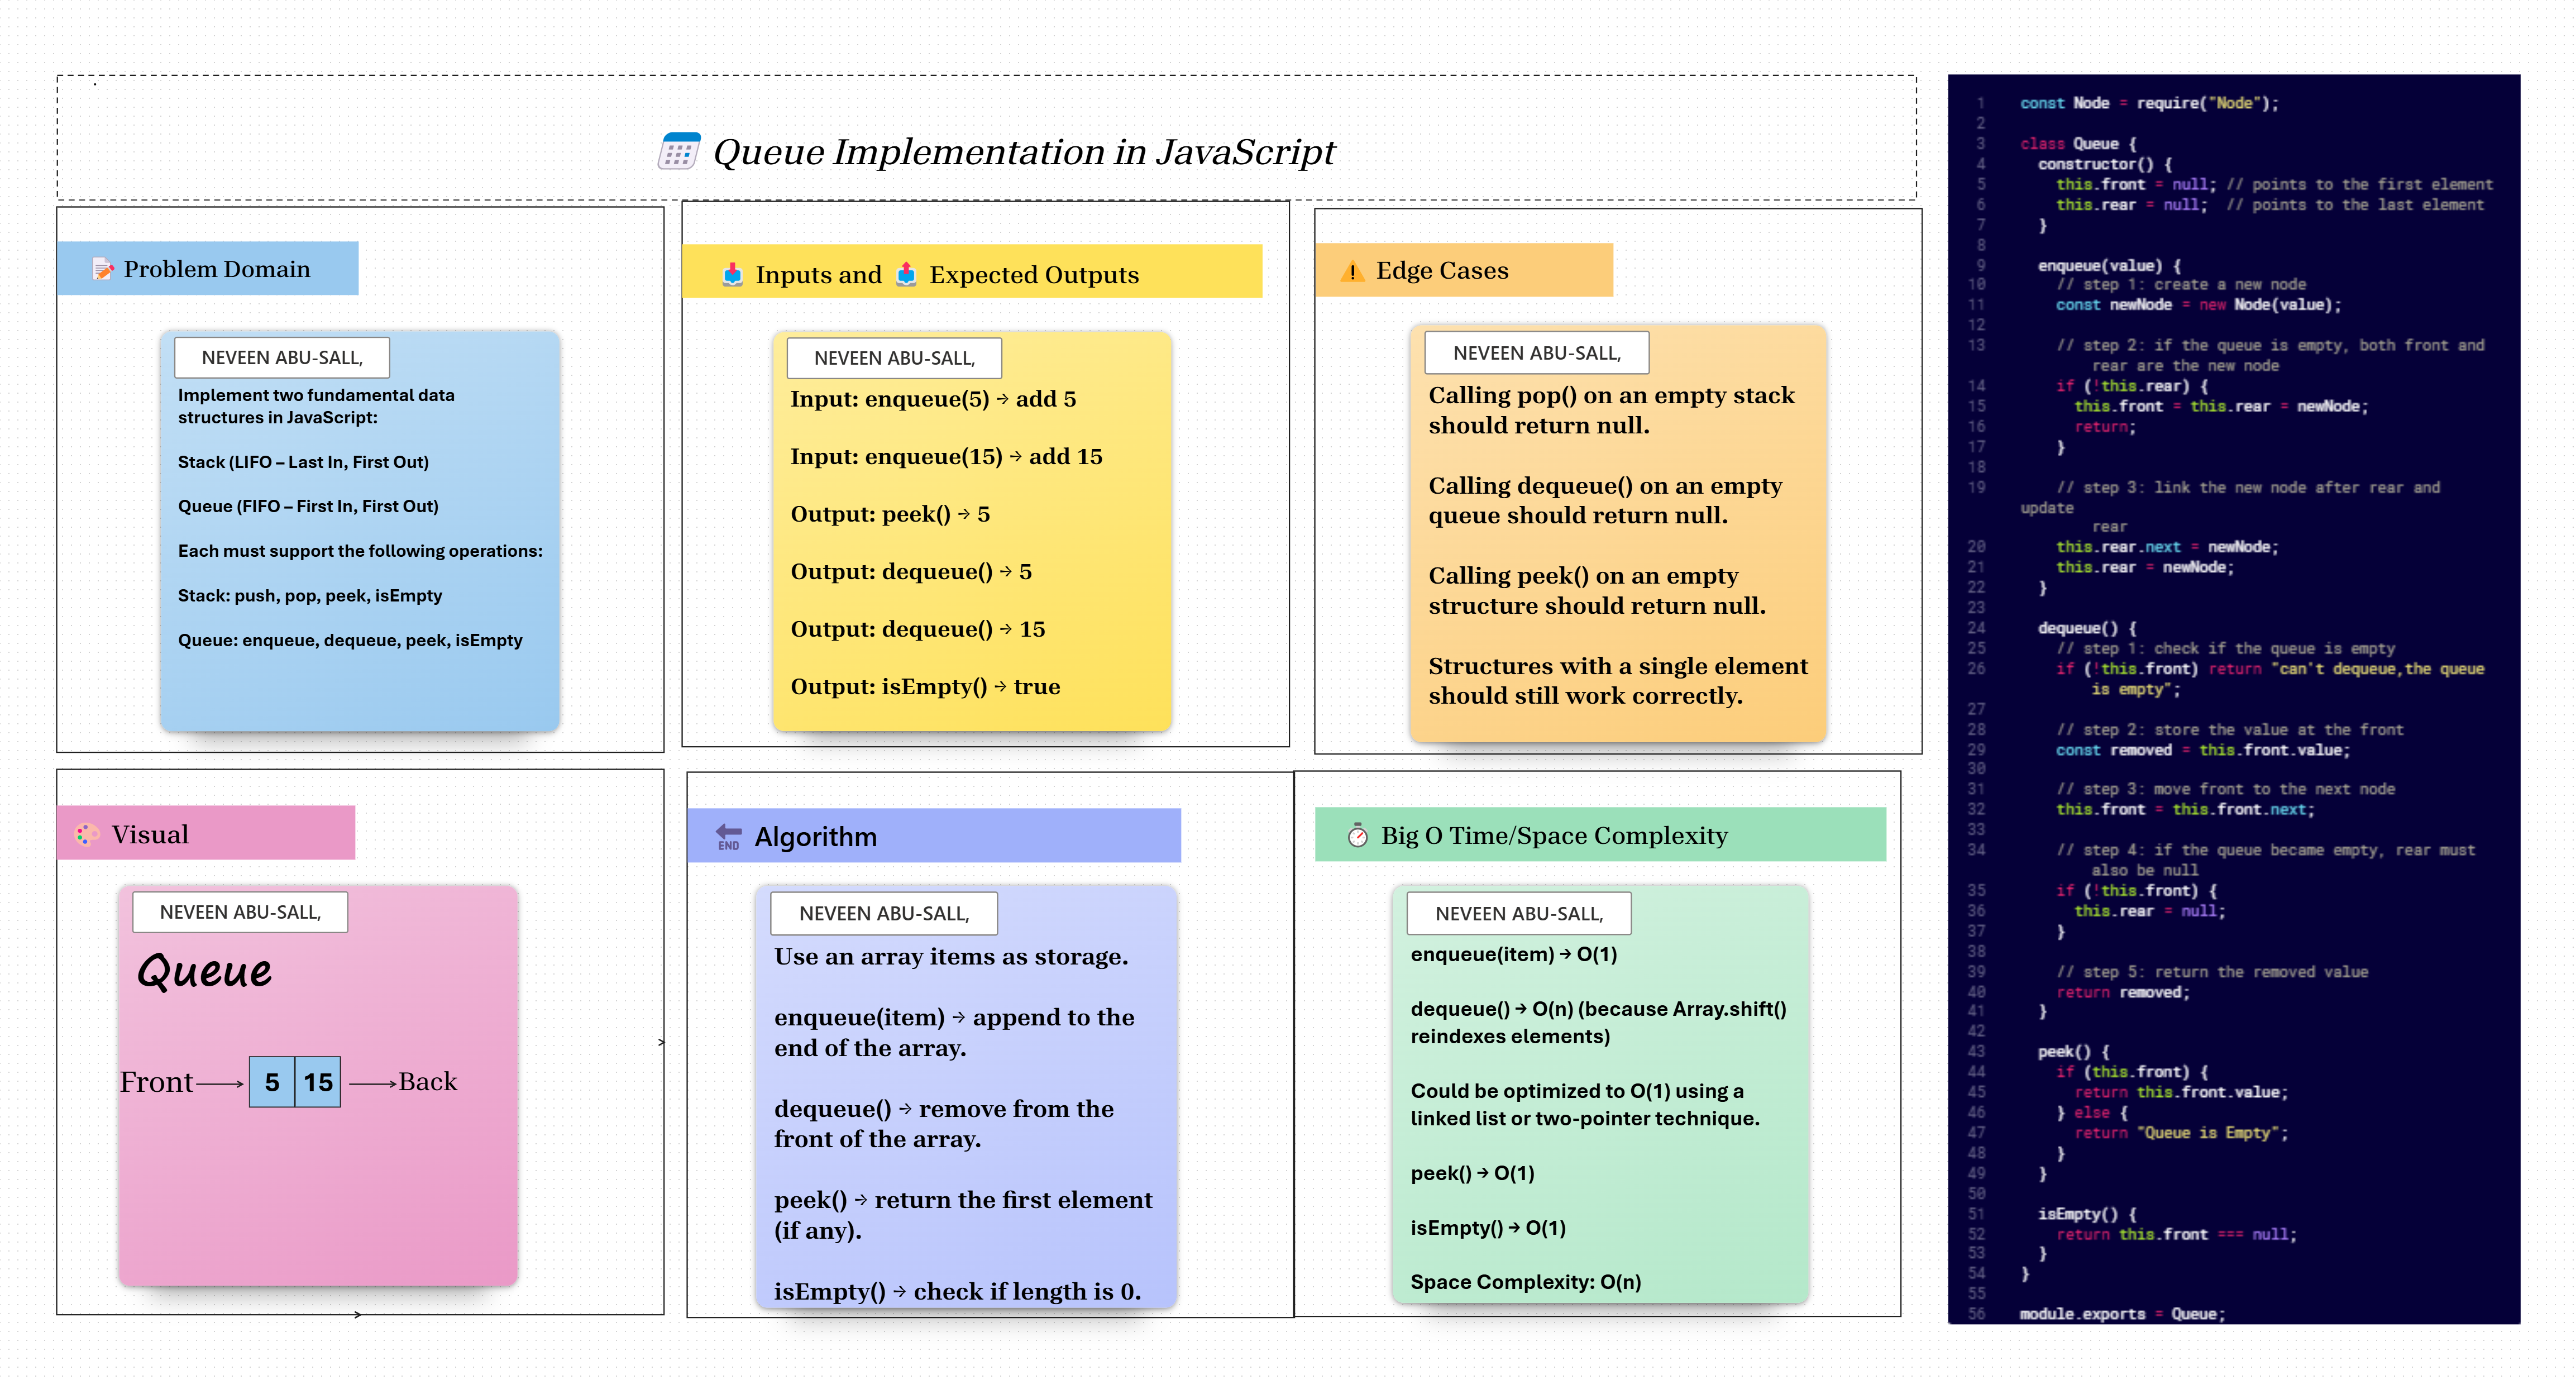 Queue Implementation in JavaScript
Problem Domain
NEVEEN ABU-SALL,
Implement two fundamental data
structures in JavaScript:
Stack (LIFO – Last In, First Out)
Queue (FIFO – First In, First Out)
Each must support the following operations:
Stack: push, pop, peek, isEmpty
Queue: enqueue, dequeue, peek, isEmpty
Inputs and Expected Outputs
NEVEEN ABU-SALL,
Input: enqueue(5) → add 5
Input: enqueue(15) → add 15
Output: peek() → 5
Output: dequeue() → 5
Output: dequeue() → 15
Output: isEmpty() → true
Edge Cases
NEVEEN ABU-SALL,
Calling pop() on an empty stack
should return null.
Calling dequeue() on an empty
queue should return null.
Calling peek() on an empty
structure should return null.
Structures with a single element
should still work correctly.
Visual
NEVEEN ABU-SALL,
Queue
Front 5 15 Back
END Algorithm
NEVEEN ABU-SALL,
Use an array items as storage.
enqueue(item) → append to the
end of the array.
dequeue() → remove from the
front of the array.
peek() → return the first element
(if any).
isEmpty() → check if length is 0.
Big O Time/Space Complexity
NEVEEN ABU-SALL,
enqueue(item) → O(1)
dequeue() → O(n) (because Array.shift()
reindexes elements)
Could be optimized to O(1) using a
linked list or two-pointer technique.
peek() → O(1)
isEmpty() → O(1)
Space Complexity: O(n)
1 const Node = require("Node");
2
3 class Queue {
4 constructor() {
5 this.front = null; // points to the first element
6 this.rear = null; // points to the last element
7 }
8
9 enqueue(value) {
10 // step 1: create a new node
11 const newNode = new Node(value);
12
13 // step 2: if the queue is empty, both front and
rear are the new node
14 if (!this.rear) {
15 this.front = this.rear = newNode;
16 return;
17 }
18
19 // step 3: link the new node after rear and
update
rear
20 this.rear.next = newNode;
21 this.rear = newNode;
22 }
23
24 dequeue() {
25 // step 1: check if the queue is empty
26 if (!this.front) return "can't dequeue,the queue
is empty";
27
28 // step 2: store the value at the front
29 const removed = this.front.value;
30
31 // step 3: move front to the next node
32 this.front = this.front.next;
33
34 // step 4: if the queue became empty, rear must
also be null
35 if (!this.front) {
36 this.rear = null;
37 }
38
39 // step 5: return the removed value
40 return removed;
41 }
42
43 peek() {
44 if (this.front) {
45 return this.front.value;
46 } else {
47 return "Queue is Empty";
48 }
49 }
50
51 isEmpty() {
52 return this.front === null;
53 }
54 }
55
56 module.exports = Queue;